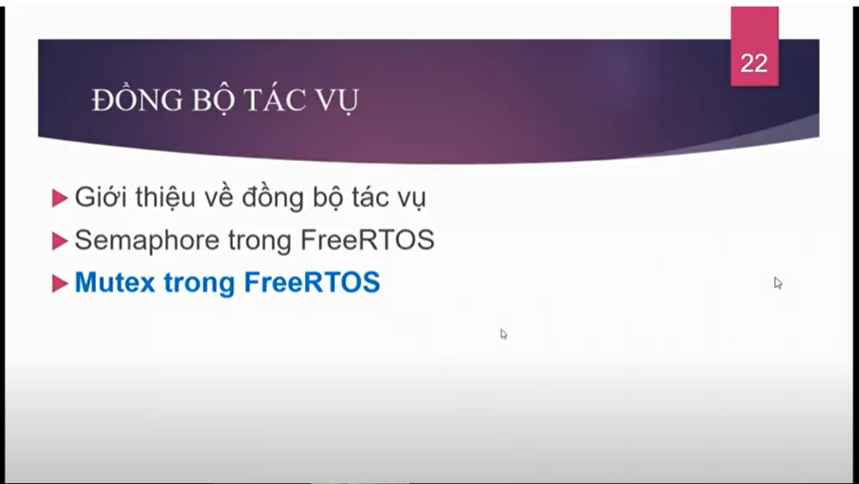 22
ĐỒNG BỘ TÁC VỤ
Giới thiệu về đồng bộ tác vụ
Semaphore trong FreeRTOS
Mutex trong FreeRTOS